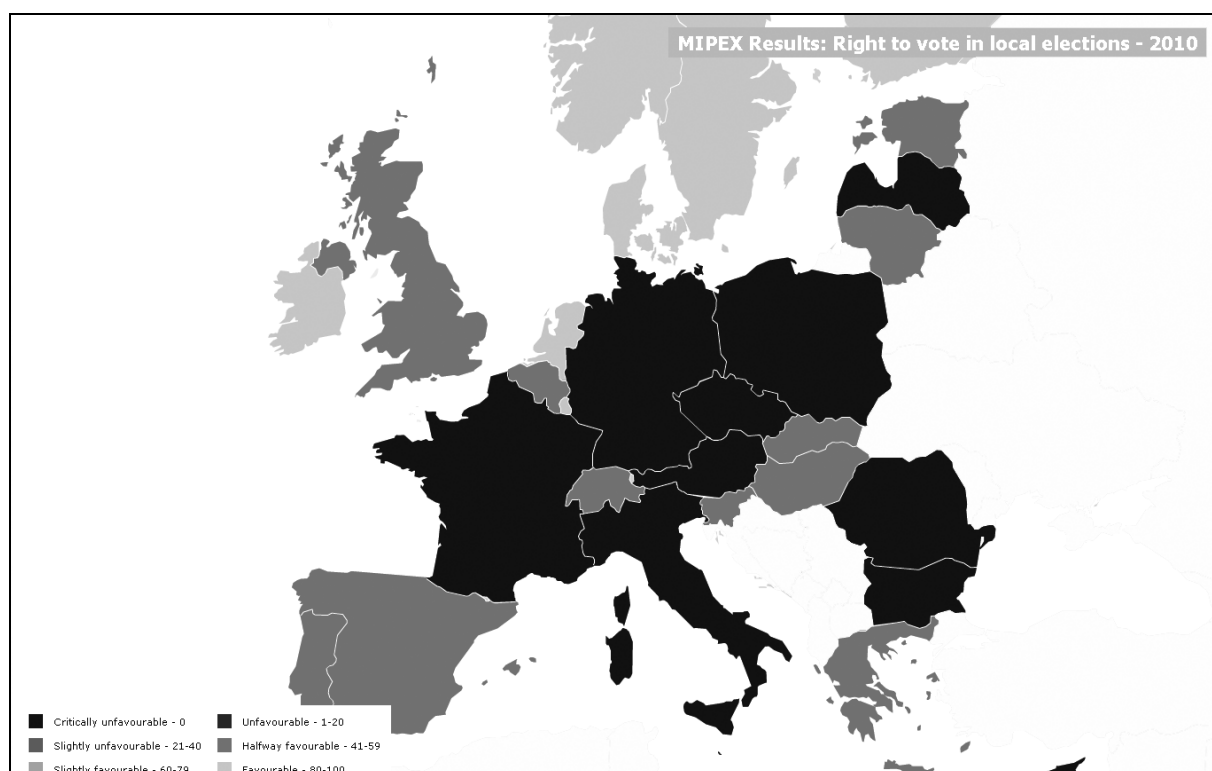 MIPEX Results: Right to vote in local elections - 2010
Critically unfavourable - 0
Unfavourable - 1-20
Slightly unfavourable - 21-40
Halfway favourable - 41-59
Slightly favourable - 60-79
Favourable - 80-100